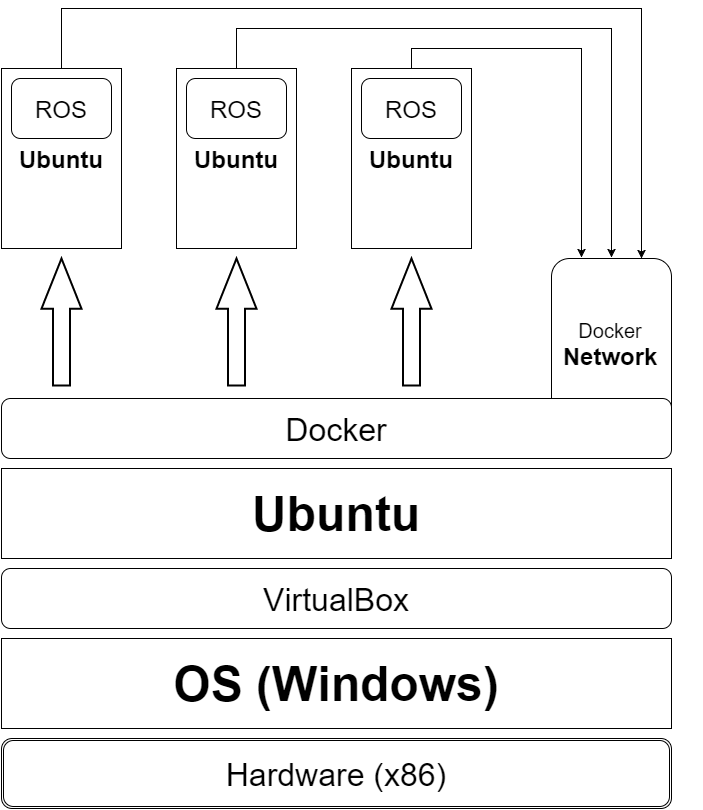 ROS
Ubuntu
ROS
Ubuntu
ROS
Ubuntu
Docker
Network
Docker
Ubuntu
VirtualBox
OS (Windows)
Hardware (x86)